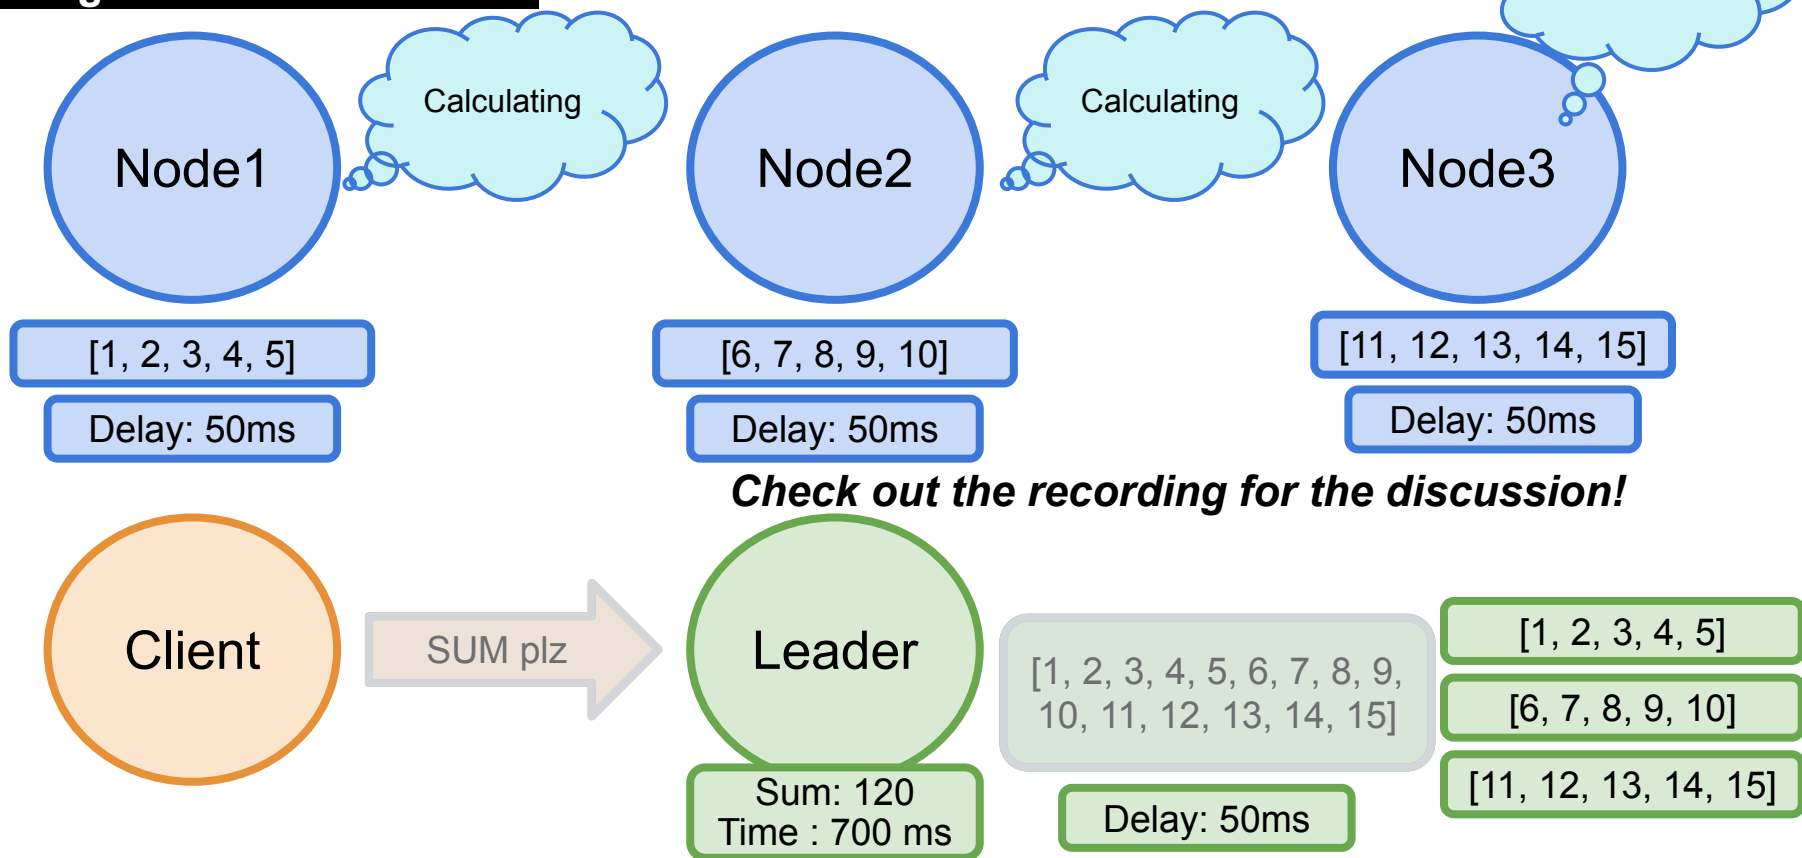 Calculating
Calculating
Node1
Node2
Node3
[1, 2, 3, 4, 5]
[6, 7, 8, 9, 10]
[11, 12, 13, 14, 15]
Delay: 50ms
Delay: 50ms
Delay: 50ms
Check out the recording for the discussion!
Client
SUM plz
Leader
[1, 2, 3, 4, 5, 6, 7, 8, 9,
10, 11, 12, 13, 14, 15]
[1, 2, 3, 4, 5]
[6, 7, 8, 9, 10]
[11, 12, 13, 14, 15]
Sum: 120
Time : 700 ms
Delay: 50ms